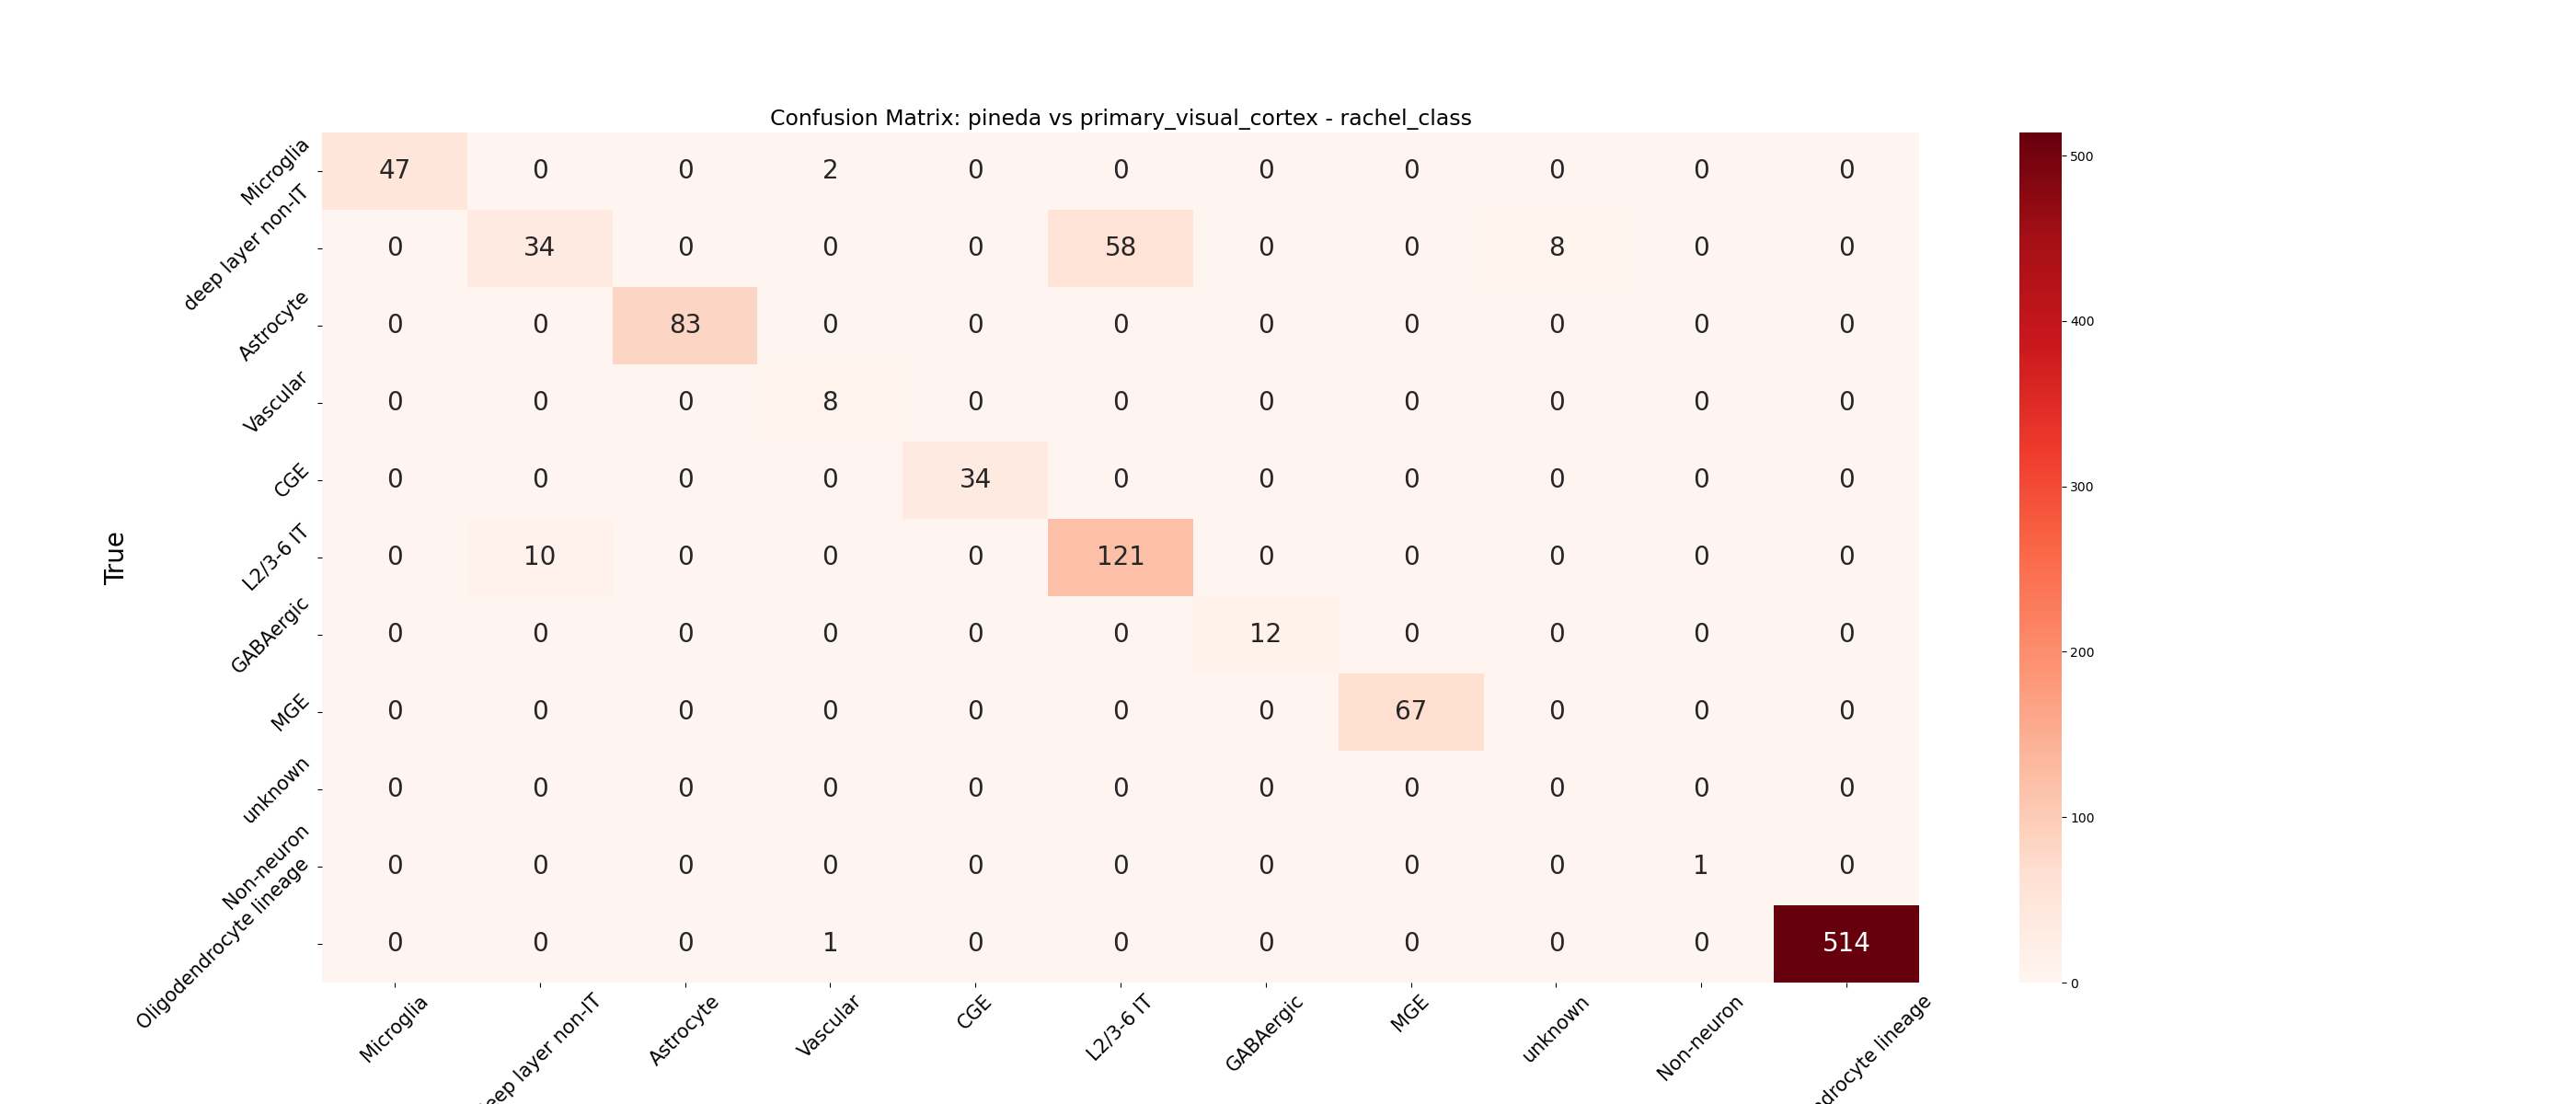 Confusion Matrix: pineda vs primary_visual_cortex - rachel_class
True
Microglia 47 0 0 2 0 0 0 0 0 0 0
deep layer non-IT 0 34 0 0 0 58 0 0 8 0 0
Astrocyte 0 0 83 0 0 0 0 0 0 0 0
Vascular 0 0 0 8 0 0 0 0 0 0 0
CGE 0 0 0 0 34 0 0 0 0 0 0
L2/3-6 IT 0 10 0 0 0 121 0 0 0 0 0
GABAergic 0 0 0 0 0 0 12 0 0 0 0
MGE 0 0 0 0 0 0 0 67 0 0 0
unknown 0 0 0 0 0 0 0 0 0 0 0
Non-neuron 0 0 0 0 0 0 0 0 0 1 0
Oligodendrocyte lineage 0 0 0 1 0 0 0 0 0 0 514
Microglia
layer non-IT
Astrocyte
Vascular
CGE
L2/3-6 IT
GABAergic
MGE
unknown
Non-neuron
lineage
500
400
300
200
100
0